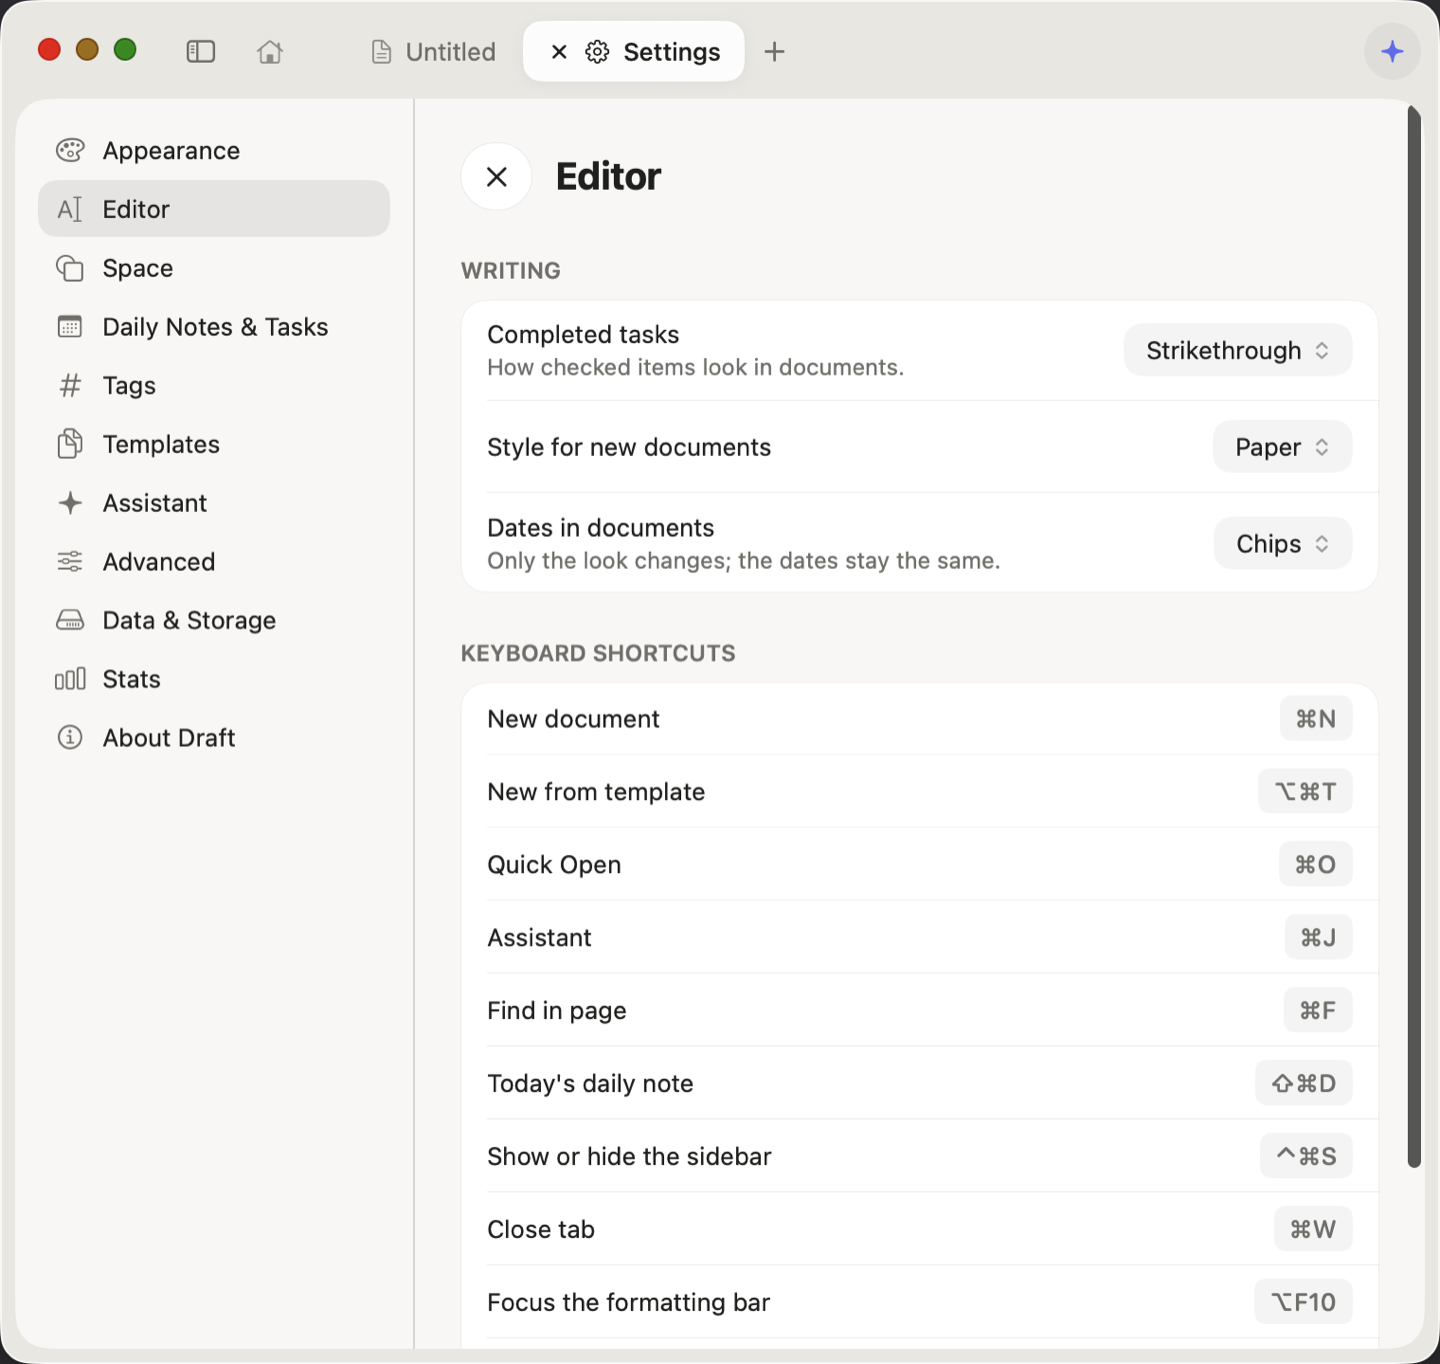 Untitled
Settings
Appearance
Editor
Space
Daily Notes & Tasks
Tags
Templates
Assistant
Advanced
Data & Storage
Stats
About Draft
Editor
WRITING
Completed tasks
How checked items look in documents.
Strikethrough
Style for new documents
Paper
Dates in documents
Only the look changes; the dates stay the same.
Chips
KEYBOARD SHORTCUTS
New document
⌘N
New from template
⌥⌘T
Quick Open
⌘O
Assistant
⌘J
Find in page
⌘F
Today's daily note
⇧⌘D
Show or hide the sidebar
^⌘S
Close tab
⌘W
Focus the formatting bar
⌥F10